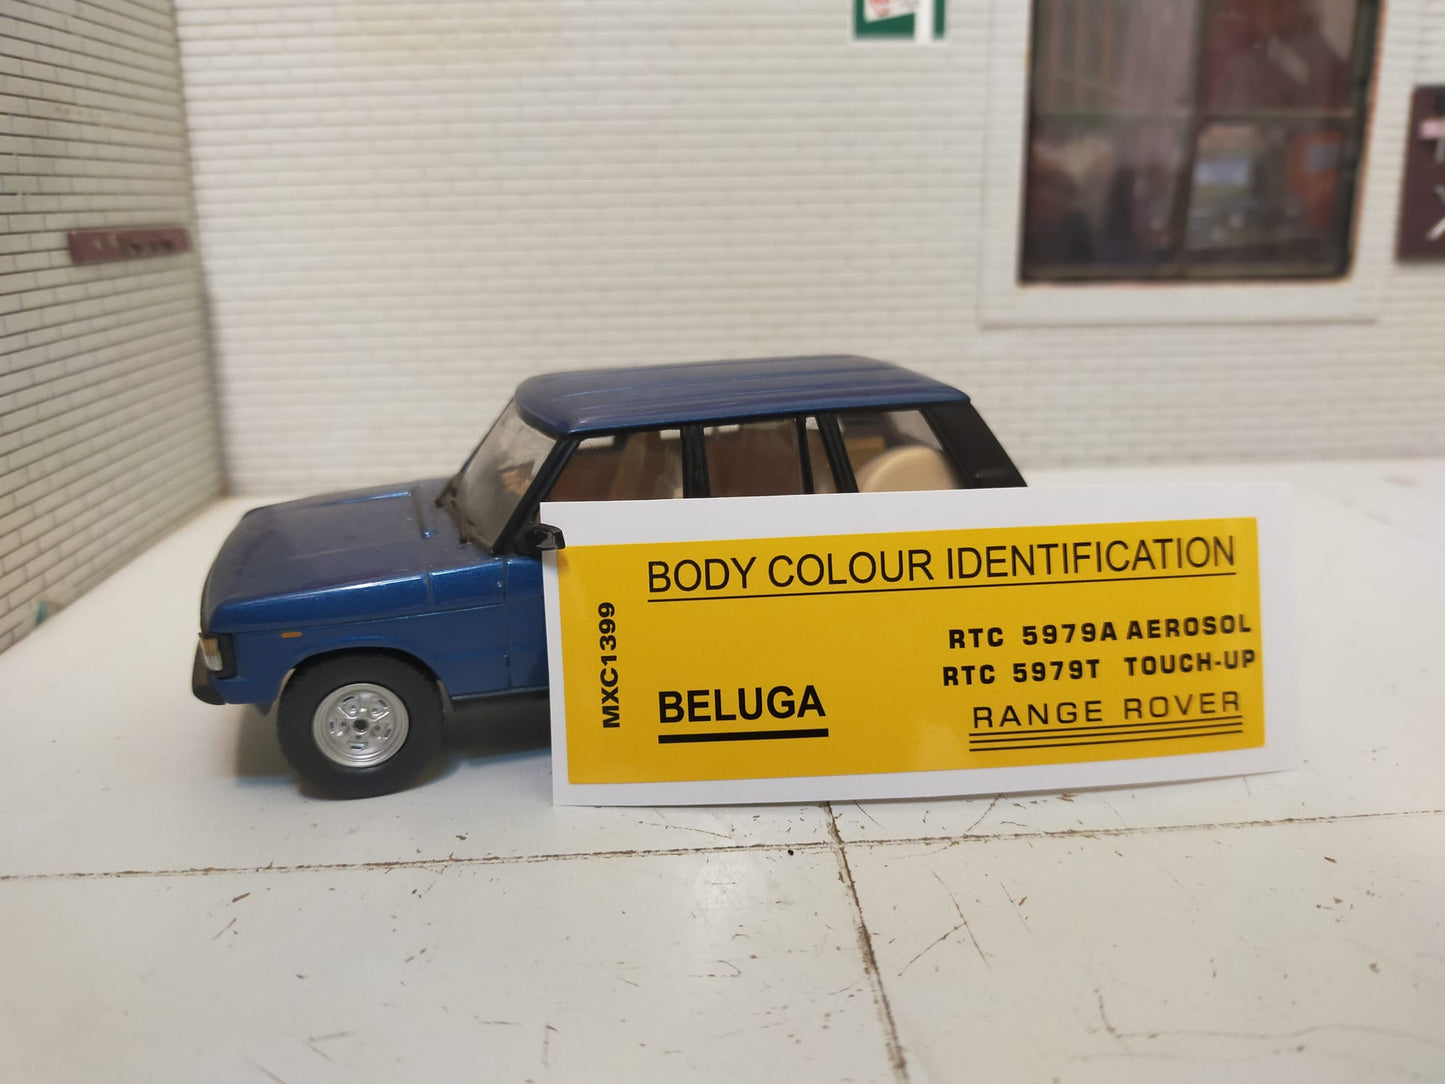 BODY COLOUR IDENTIFICATION
MXC1399
RTC 5979A AEROSOL
RTC 5979T TOUCH-UP
BELUGA
RANGE ROVER